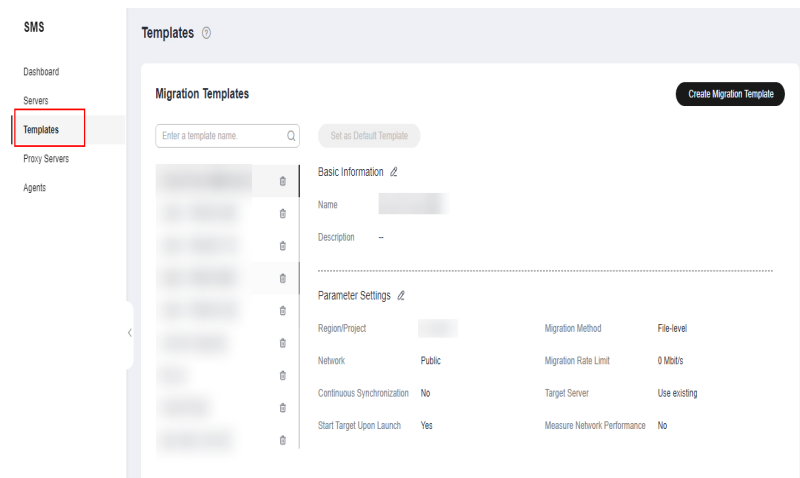 SMS
Dashboard
Servers
Templates
Proxy Servers
Agents
Templates ?
Migration Templates
Create Migration Template
Enter a template name.
Set as Default Template
Basic Information
Name
Description --
Parameter Settings
Region/Project
Migration Method File-level
Network Public
Migration Rate Limit 0 Mbit/s
Continuous Synchronization No
Target Server Use existing
Start Target Upon Launch Yes
Measure Network Performance No